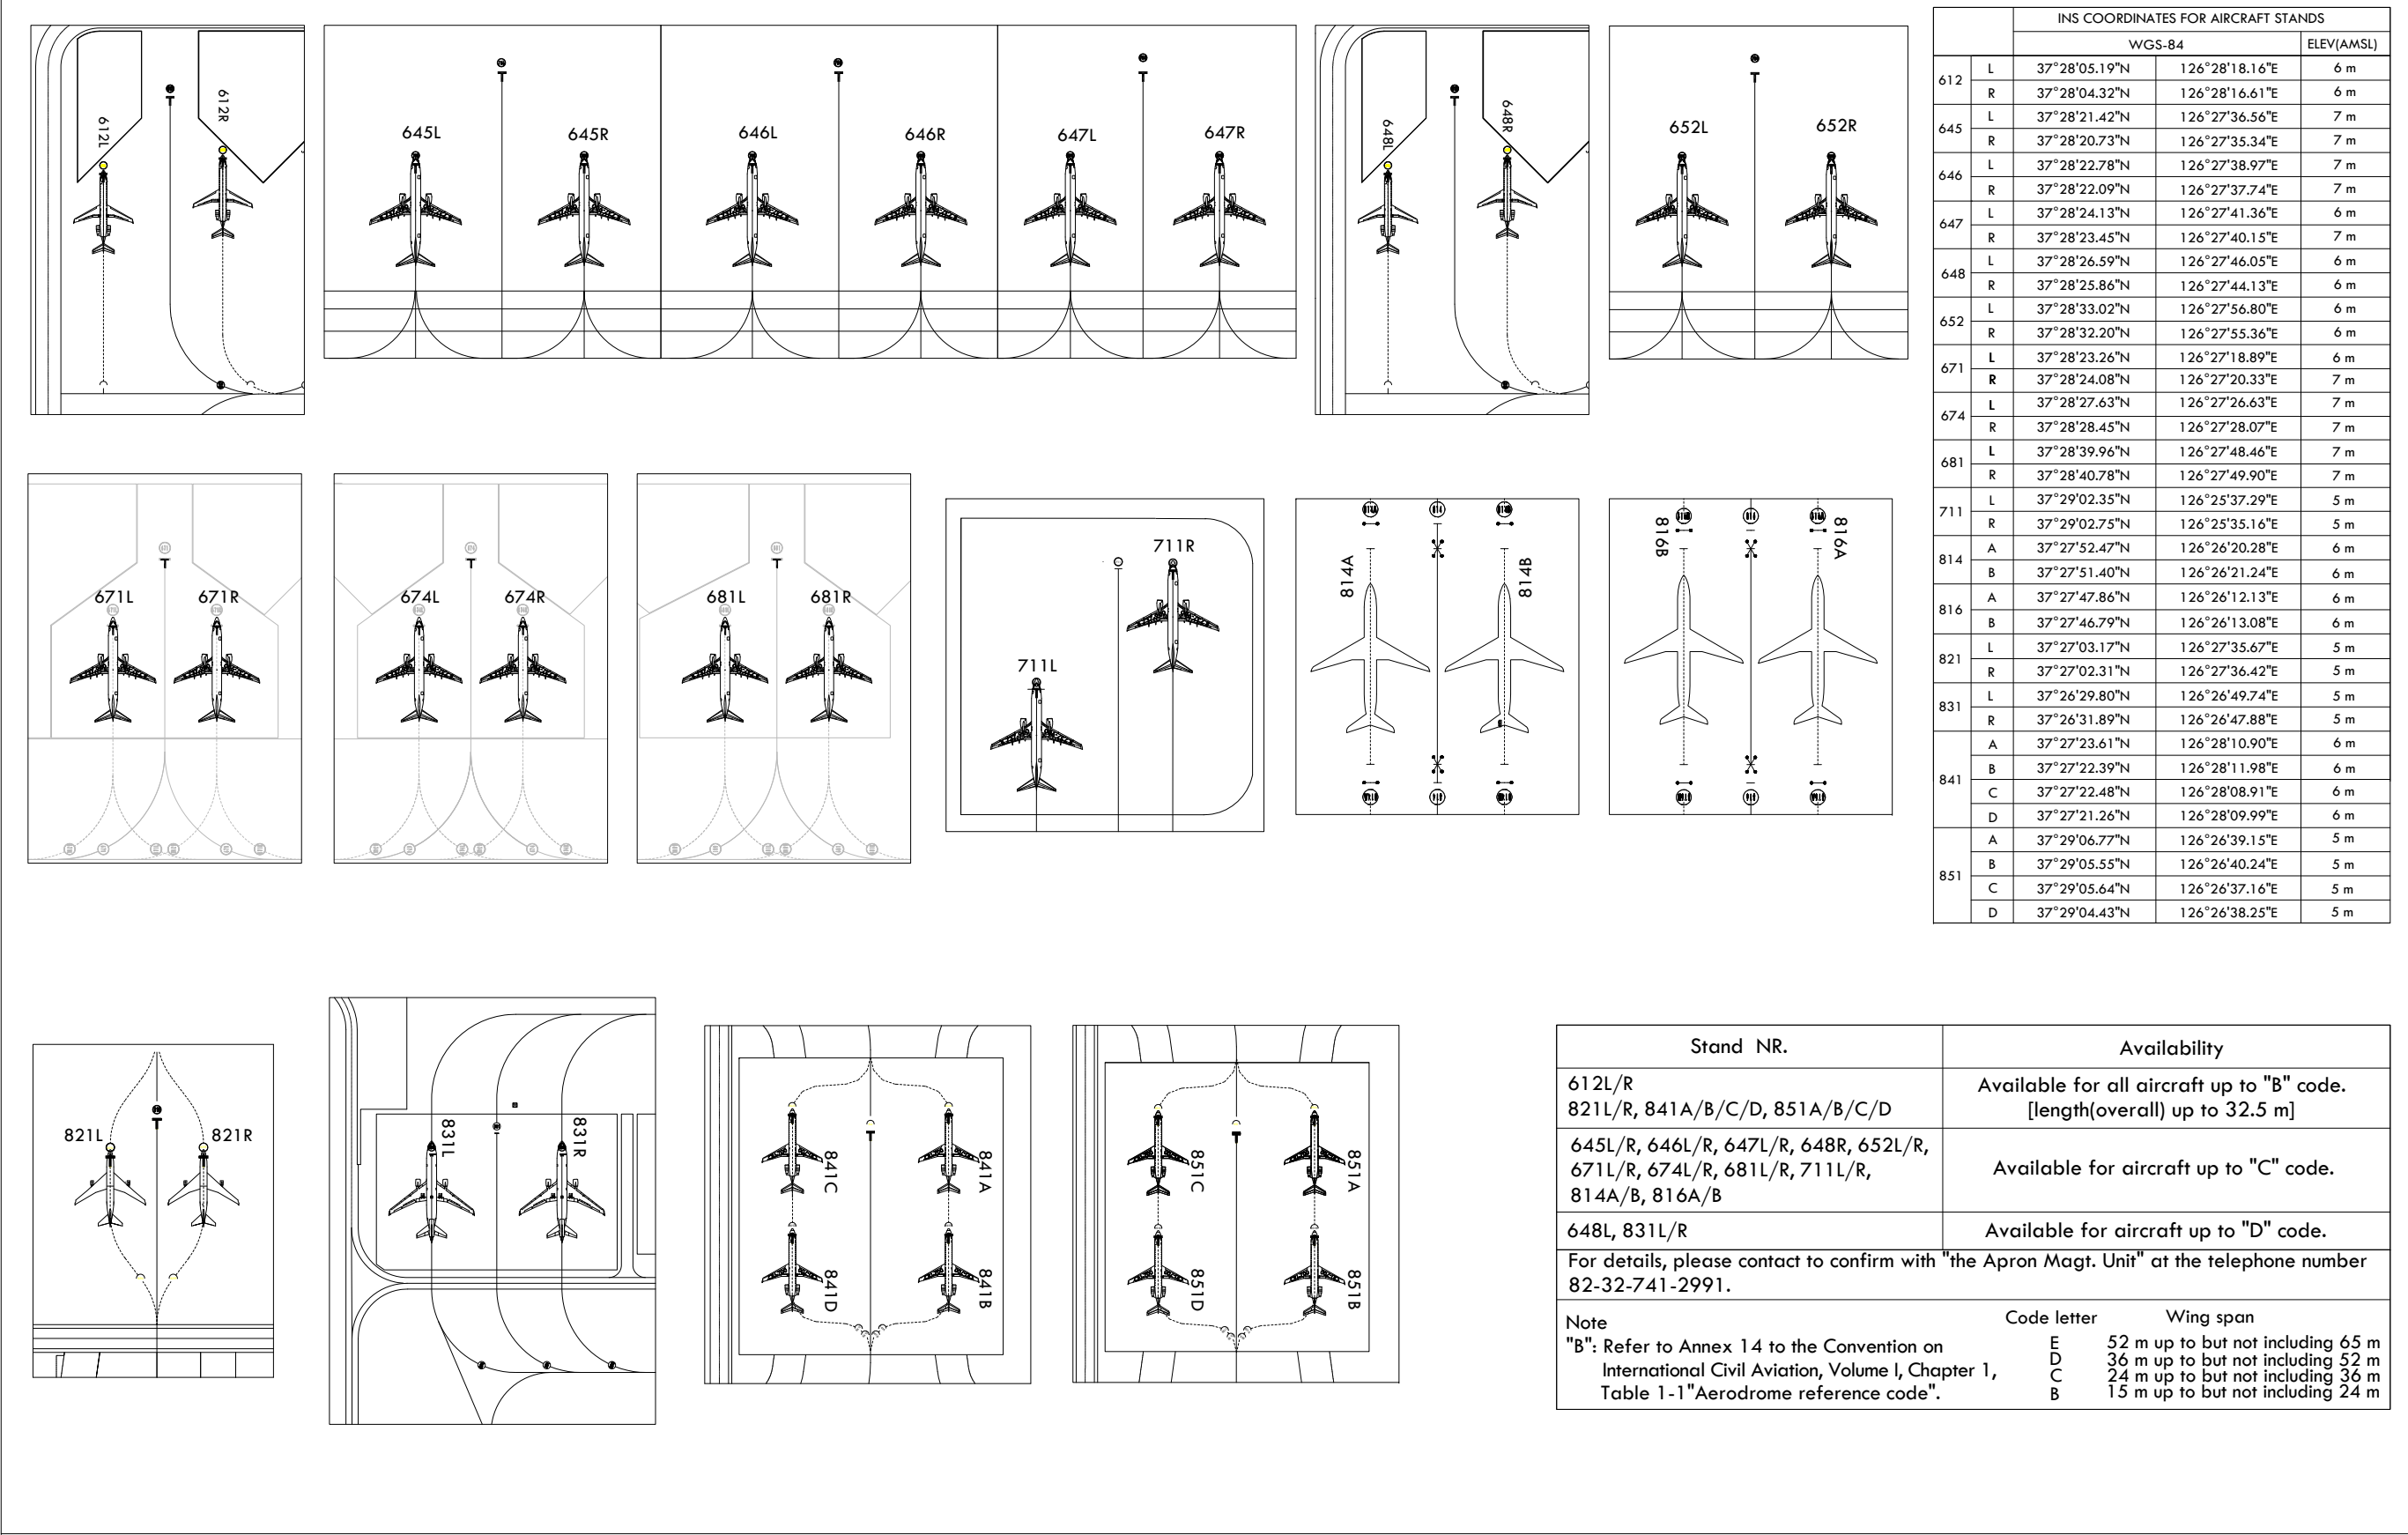 612L
612R
645L
645R
646L
646R
647L
647R
648L
648R
652L
652R
671L
671R
674L
674R
681L
681R
711L
711R
814A
814B
816B
816A
821L
821R
831L
831R
841C
841A
841D
841B
851C
851A
851D
851B
INS COORDINATES FOR AIRCRAFT STANDS
WGS-84 ELEV(AMSL)
612 L 37°28'05.19"N 126°28'18.16"E 6 m
R 37°28'04.32"N 126°28'16.61"E 6 m
645 L 37°28'21.42"N 126°27'36.56"E 7 m
R 37°28'20.73"N 126°27'35.34"E 7 m
646 L 37°28'22.78"N 126°27'38.97"E 7 m
R 37°28'22.09"N 126°27'37.74"E 7 m
647 L 37°28'24.13"N 126°27'41.36"E 6 m
R 37°28'23.45"N 126°27'40.15"E 7 m
648 L 37°28'26.59"N 126°27'46.05"E 6 m
R 37°28'25.86"N 126°27'44.13"E 6 m
652 L 37°28'33.02"N 126°27'56.80"E 6 m
R 37°28'32.20"N 126°27'55.36"E 6 m
671 L 37°28'23.26"N 126°27'18.89"E 6 m
R 37°28'24.08"N 126°27'20.33"E 7 m
674 L 37°28'27.63"N 126°27'26.63"E 7 m
R 37°28'28.45"N 126°27'28.07"E 7 m
681 L 37°28'39.96"N 126°27'48.46"E 7 m
R 37°28'40.78"N 126°27'49.90"E 7 m
711 L 37°29'02.35"N 126°25'37.29"E 5 m
R 37°29'02.75"N 126°25'35.16"E 5 m
814 A 37°27'52.47"N 126°26'20.28"E 6 m
B 37°27'51.40"N 126°26'21.24"E 6 m
816 A 37°27'47.86"N 126°26'12.13"E 6 m
B 37°27'46.79"N 126°26'13.08"E 6 m
821 L 37°27'03.17"N 126°27'35.67"E 5 m
R 37°27'02.31"N 126°27'36.42"E 5 m
831 L 37°26'29.80"N 126°26'49.74"E 5 m
R 37°26'31.89"N 126°26'47.88"E 5 m
841 A 37°27'23.61"N 126°28'10.90"E 6 m
B 37°27'22.39"N 126°28'11.98"E 6 m
C 37°27'22.48"N 126°28'08.91"E 6 m
D 37°27'21.26"N 126°28'09.99"E 6 m
851 A 37°29'06.77"N 126°26'39.15"E 5 m
B 37°29'05.55"N 126°26'40.24"E 5 m
C 37°29'05.64"N 126°26'37.16"E 5 m
D 37°29'04.43"N 126°26'38.25"E 5 m
Stand NR. Availability
612L/R
821L/R, 841A/B/C/D, 851A/B/C/D
Available for all aircraft up to "B" code.
[length(overall) up to 32.5 m]
645L/R, 646L/R, 647L/R, 648R, 652L/R,
671L/R, 674L/R, 681L/R, 711L/R,
814A/B, 816A/B
Available for aircraft up to "C" code.
648L, 831L/R Available for aircraft up to "D" code.
For details, please contact to confirm with "the Apron Magt. Unit" at the telephone number
82-32-741-2991.
Note
"B": Refer to Annex 14 to the Convention on
International Civil Aviation, Volume I, Chapter 1,
Table 1-1"Aerodrome reference code".
Code letter Wing span
E 52 m up to but not including 65 m
D 36 m up to but not including 52 m
C 24 m up to but not including 36 m
B 15 m up to but not including 24 m